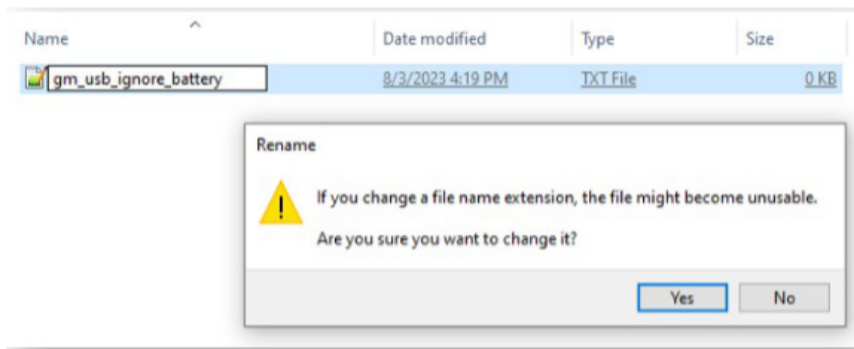 Name Date modified Type Size
gm_usb_ignore_battery 8/3/2023 4:19 PM TXT File 0 KB
Rename
If you change a file name extension, the file might become unusable.
Are you sure you want to change it?
Yes No